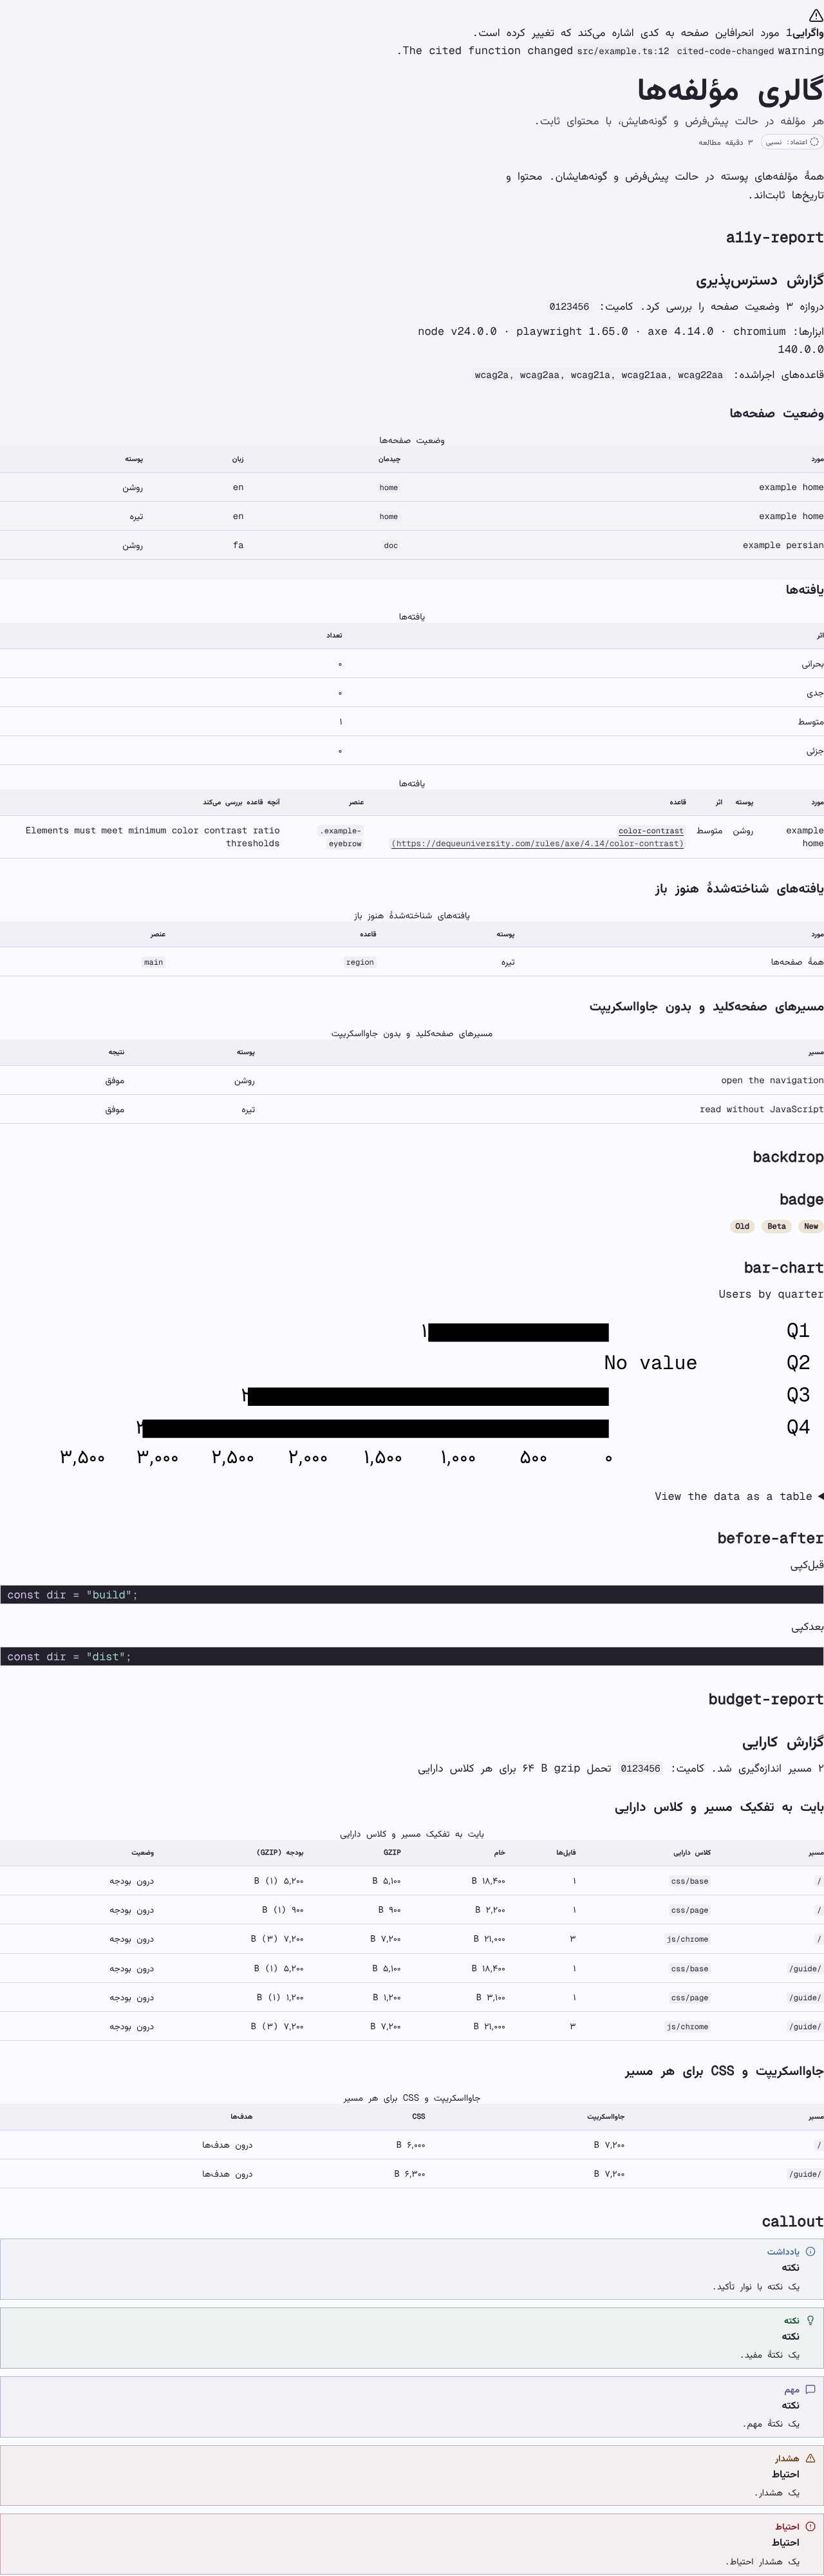 واگرایی1 مورد انحرافاین صفحه به کدی اشاره می‌کند که تغییر کرده است.
warning cited-code-changed src/example.ts:12 The cited function changed.
گالری مؤلفه‌ها
هر مؤلفه در حالت پیش‌فرض و گونه‌هایش، با محتوای ثابت.
اعتماد: نسبی ۳ دقیقه مطالعه
همهٔ مؤلفه‌های پوسته در حالت پیش‌فرض و گونه‌هایشان. محتوا و
تاریخ‌ها ثابت‌اند.
a11y-report
گزارش دسترس‌پذیری
دروازه ۳ وضعیت صفحه را بررسی کرد. کامیت: 0123456
ابزارها: node v24.0.0 · playwright 1.65.0 · axe 4.14.0 · chromium
140.0.0
قاعده‌های اجراشده: wcag2a, wcag2aa, wcag21a, wcag21aa, wcag22aa
وضعیت صفحه‌ها
وضعیت صفحه‌ها
مورد چیدمان زبان پوسته
example home home en روشن
example home home en تیره
example persian doc fa روشن
یافته‌ها
یافته‌ها
اثر تعداد
بحرانی ۰
جدی ۰
متوسط ۱
جزئی ۰
یافته‌ها
مورد پوسته اثر قاعده عنصر آنچه قاعده بررسی می‌کند
example روشن متوسط color-contrast .example- Elements must meet minimum color contrast ratio
home (https://dequeuniversity.com/rules/axe/4.14/color-contrast) eyebrow thresholds
یافته‌های شناخته‌شدهٔ هنوز باز
یافته‌های شناخته‌شدهٔ هنوز باز
مورد پوسته قاعده عنصر
همهٔ صفحه‌ها تیره region main
مسیرهای صفحه‌کلید و بدون جاوااسکریپت
مسیرهای صفحه‌کلید و بدون جاوااسکریپت
مسیر پوسته نتیجه
open the navigation روشن موفق
read without JavaScript تیره موفق
backdrop
badge
New Beta Old
bar-chart
Users by quarter
Q1 ۱
Q2 No value
Q3 ۲
Q4 ۳
۰ ۵۰۰ ۱,۰۰۰ ۱,۵۰۰ ۲,۰۰۰ ۲,۵۰۰ ۳,۰۰۰ ۳,۵۰۰
View the data as a table
before-after
قبل‌کپی
const dir = "build";
بعدکپی
const dir = "dist";
budget-report
گزارش کارایی
۲ مسیر اندازه‌گیری شد. کامیت: 0123456 تحمل ۶۴ B gzip برای هر کلاس دارایی
بایت به تفکیک مسیر و کلاس دارایی
بایت به تفکیک مسیر و کلاس دارایی
مسیر کلاس دارایی فایل‌ها خام GZIP بودجه (GZIP) وضعیت
/ css/base ۱ ۱۸,۴۰۰ B ۵,۱۰۰ B ۵,۲۰۰ B (۱) درون بودجه
/ css/page ۱ ۲,۲۰۰ B ۹۰۰ B ۹۰۰ B (۱) درون بودجه
/ js/chrome ۳ ۲۱,۰۰۰ B ۷,۲۰۰ B ۷,۲۰۰ B (۳) درون بودجه
/guide/ css/base ۱ ۱۸,۴۰۰ B ۵,۱۰۰ B ۵,۲۰۰ B (۱) درون بودجه
/guide/ css/page ۱ ۳,۱۰۰ B ۱,۲۰۰ B ۱,۲۰۰ B (۱) درون بودجه
/guide/ js/chrome ۳ ۲۱,۰۰۰ B ۷,۲۰۰ B ۷,۲۰۰ B (۳) درون بودجه
جاوااسکریپت و CSS برای هر مسیر
جاوااسکریپت و CSS برای هر مسیر
مسیر جاوااسکریپت CSS هدف‌ها
/ ۷,۲۰۰ B ۶,۰۰۰ B درون هدف‌ها
/guide/ ۷,۲۰۰ B ۶,۳۰۰ B درون هدف‌ها
callout
یادداشت
نکته
یک نکته با نوار تأکید.
نکته
نکته
یک نکتهٔ مفید.
مهم
نکته
یک نکتهٔ مهم.
هشدار
احتیاط
یک هشدار.
احتیاط
احتیاط
یک هشدار احتیاط.